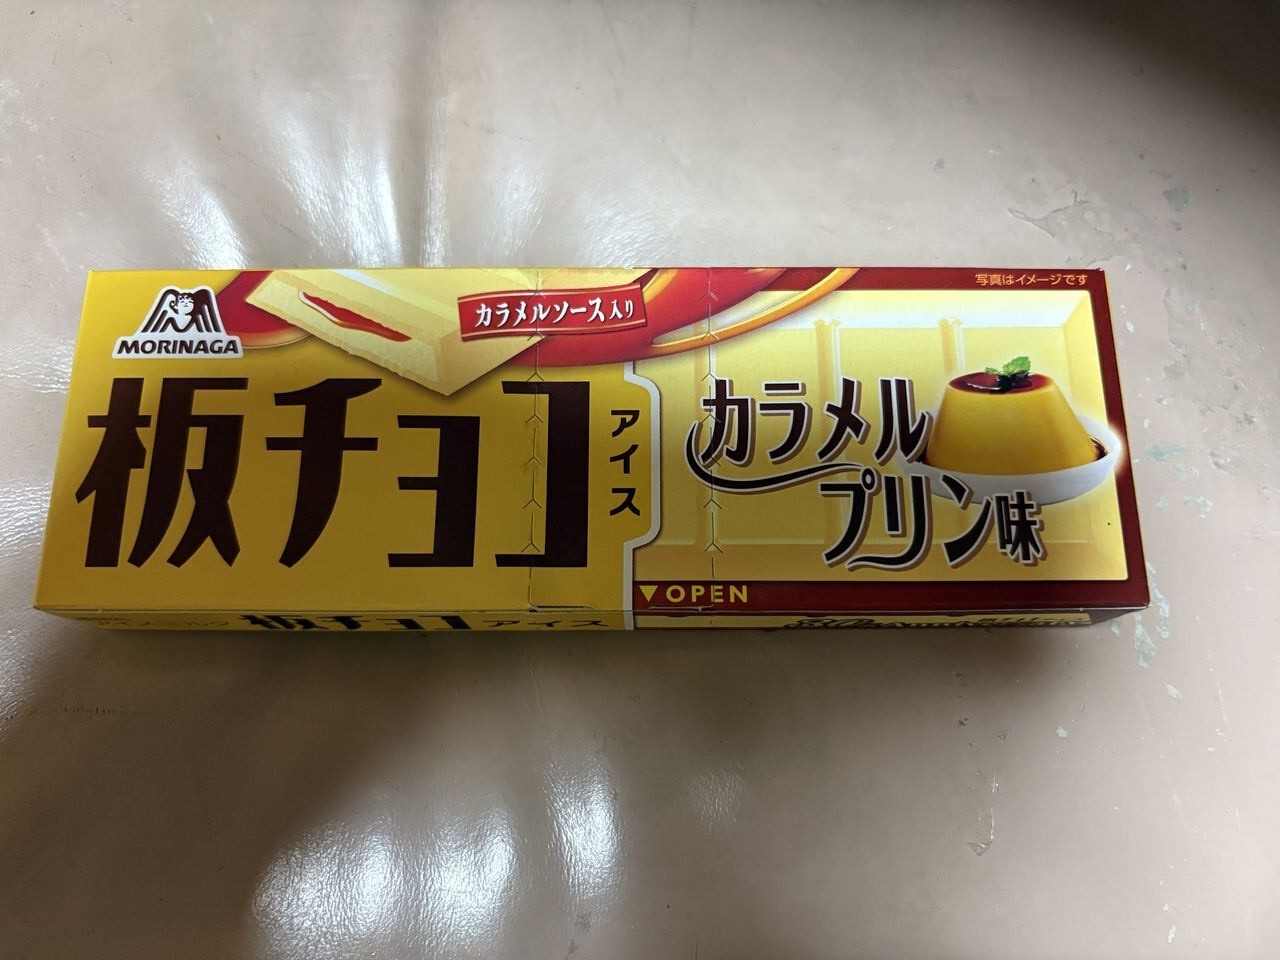 写真はイメージです
カラメルソース入り
MORINAGA
板チョコ
アイス
カラメル
プリン味
▼OPEN
板チョコアイス